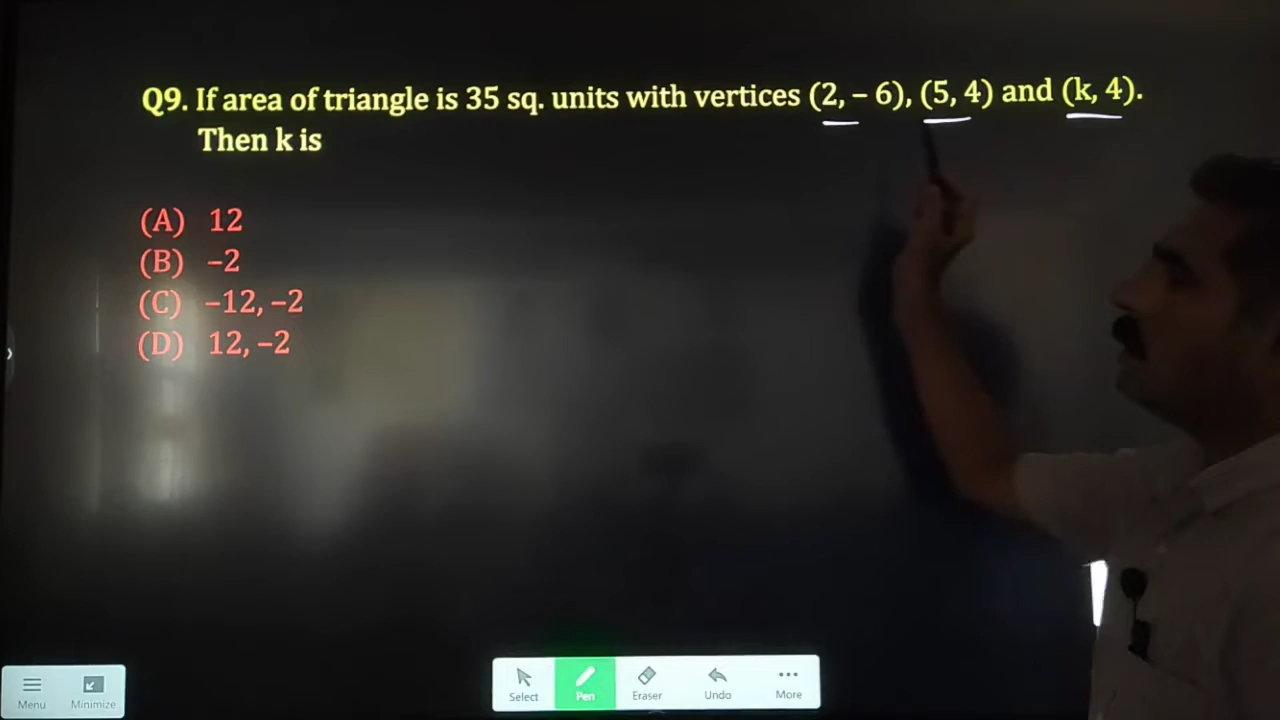 Q9. If area of triangle is 35 sq. units with vertices (2, – 6), (5, 4) and (k, 4).
Then k is
(A) 12
(B) –2
(C) –12, –2
(D) 12, –2
Menu Minimize Select Pen Eraser Undo More